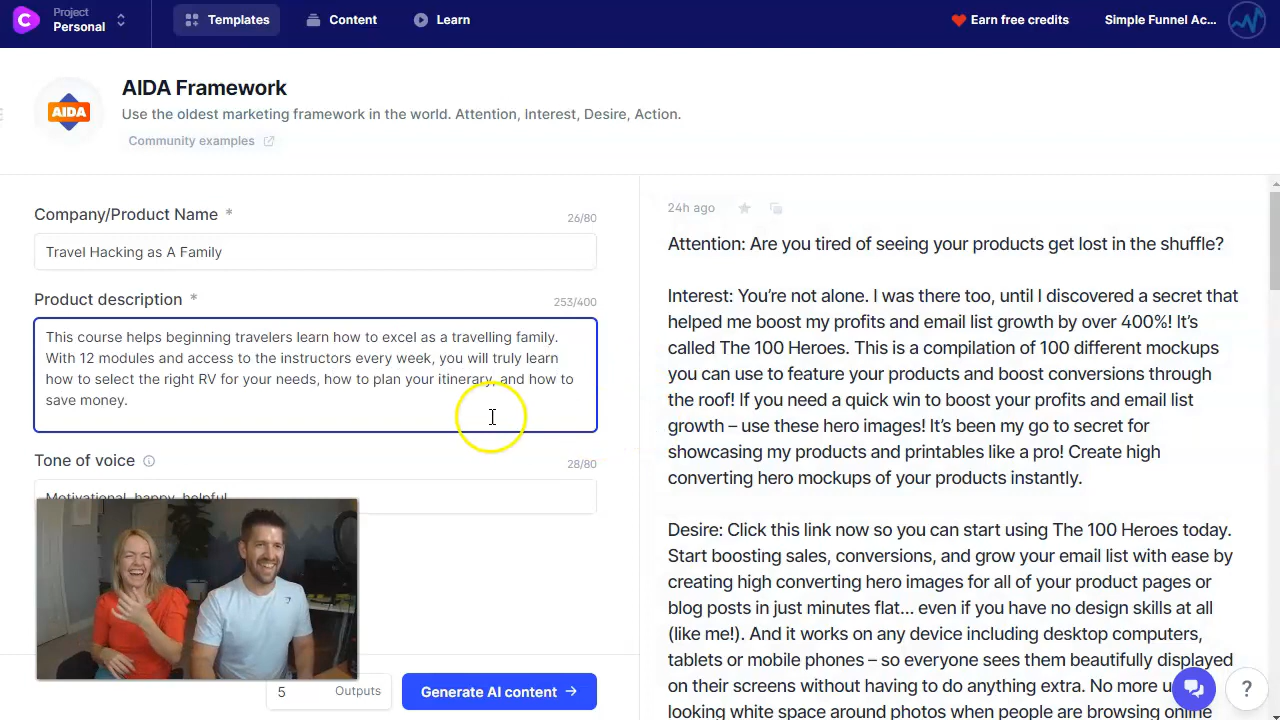 Project
Personal
Templates
Content
Learn
Earn free credits
Simple Funnel Ac...
AIDA
AIDA Framework
Use the oldest marketing framework in the world. Attention, Interest, Desire, Action.
Community examples
Company/Product Name *
26/80
Travel Hacking as A Family
Product description *
253/400
This course helps beginning travelers learn how to excel as a travelling family.
With 12 modules and access to the instructors every week, you will truly learn
how to select the right RV for your needs, how to plan your itinerary, and how to
save money.
Tone of voice
28/80
Motivational, happy, helpful
5 Outputs
Generate AI content →
24h ago
Attention: Are you tired of seeing your products get lost in the shuffle?
Interest: You're not alone. I was there too, until I discovered a secret that
helped me boost my profits and email list growth by over 400%! It's
called The 100 Heroes. This is a compilation of 100 different mockups
you can use to feature your products and boost conversions through
the roof! If you need a quick win to boost your profits and email list
growth – use these hero images! It's been my go to secret for
showcasing my products and printables like a pro! Create high
converting hero mockups of your products instantly.
Desire: Click this link now so you can start using The 100 Heroes today.
Start boosting sales, conversions, and grow your email list with ease by
creating high converting hero images for all of your product pages or
blog posts in just minutes flat... even if you have no design skills at all
(like me!). And it works on any device including desktop computers,
tablets or mobile phones – so everyone sees them beautifully displayed
on their screens without having to do anything extra. No more
looking white space around photos when people are browsing online
?